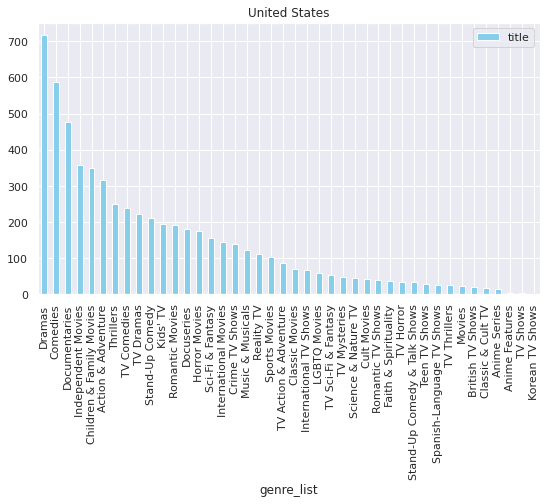 United States
title
700
600
500
400
300
200
100
0
Dramas
Comedies
Documentaries
Independent Movies
Children & Family Movies
Action & Adventure
Thrillers
TV Comedies
TV Dramas
Stand-Up Comedy
Kids' TV
Romantic Movies
Docuseries
Horror Movies
Sci-Fi & Fantasy
International Movies
Crime TV Shows
Music & Musicals
Reality TV
Sports Movies
TV Action & Adventure
Classic Movies
International TV Shows
LGBTQ Movies
TV Sci-Fi & Fantasy
TV Mysteries
Science & Nature TV
Cult Movies
Romantic TV Shows
Faith & Spirituality
TV Horror
Stand-Up Comedy & Talk Shows
Teen TV Shows
Spanish-Language TV Shows
TV Thrillers
Movies
British TV Shows
Classic & Cult TV
Anime Series
Anime Features
TV Shows
Korean TV Shows
genre_list